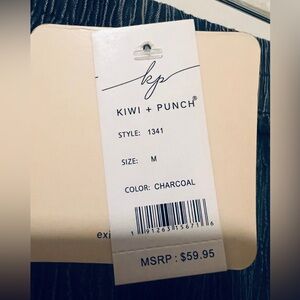 kp
KIWI + PUNCH®
STYLE: 1341
SIZE: M
COLOR: CHARCOAL
MSRP : $59.95